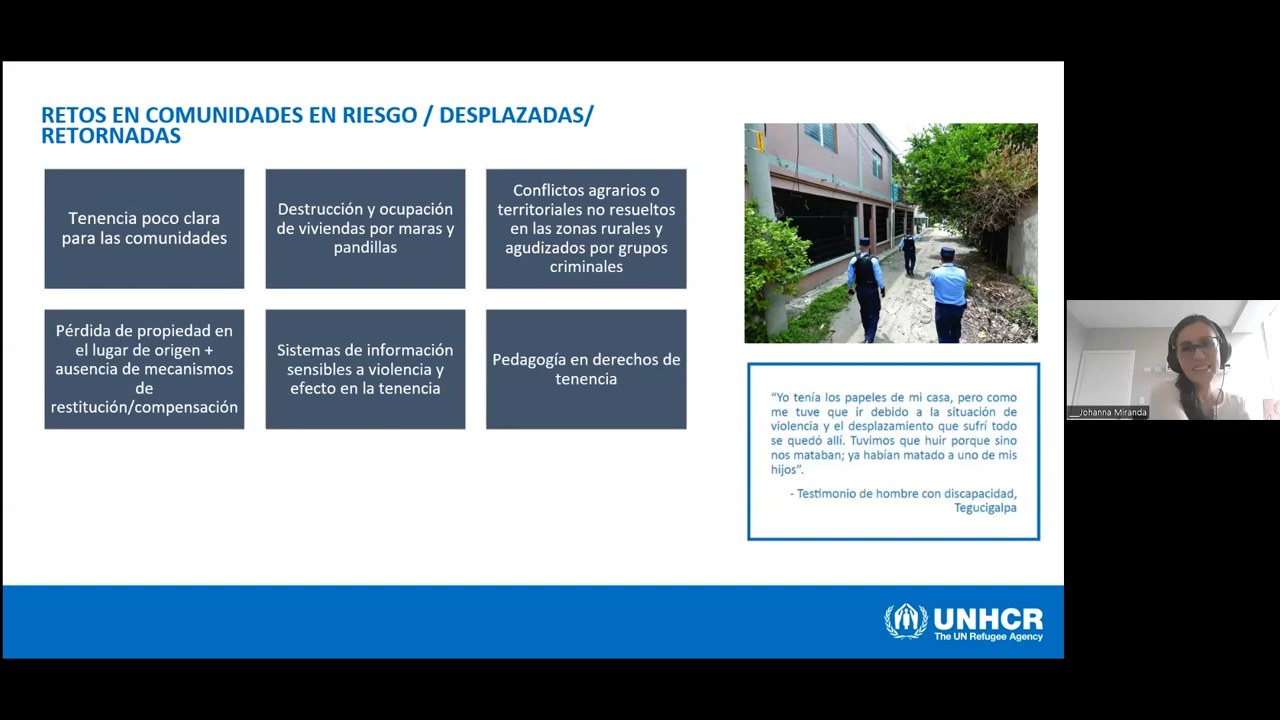 RETOS EN COMUNIDADES EN RIESGO / DESPLAZADAS/
RETORNADAS
Tenencia poco clara
para las comunidades
Destrucción y ocupación
de viviendas por maras y
pandillas
Conflictos agrarios o
territoriales no resueltos
en las zonas rurales y
agudizados por grupos
criminales
Pérdida de propiedad en
el lugar de origen +
ausencia de mecanismos
de
restitución/compensación
Sistemas de información
sensibles a violencia y
efecto en la tenencia
Pedagogía en derechos de
tenencia
“Yo tenía los papeles de mi casa, pero como
me tuve que ir debido a la situación de
violencia y el desplazamiento que sufrí todo
se quedó allí. Tuvimos que huir porque sino
nos mataban; ya habían matado a uno de mis
hijos”.
- Testimonio de hombre con discapacidad,
Tegucigalpa
__Johanna Miranda
UNHCR
The UN Refugee Agency